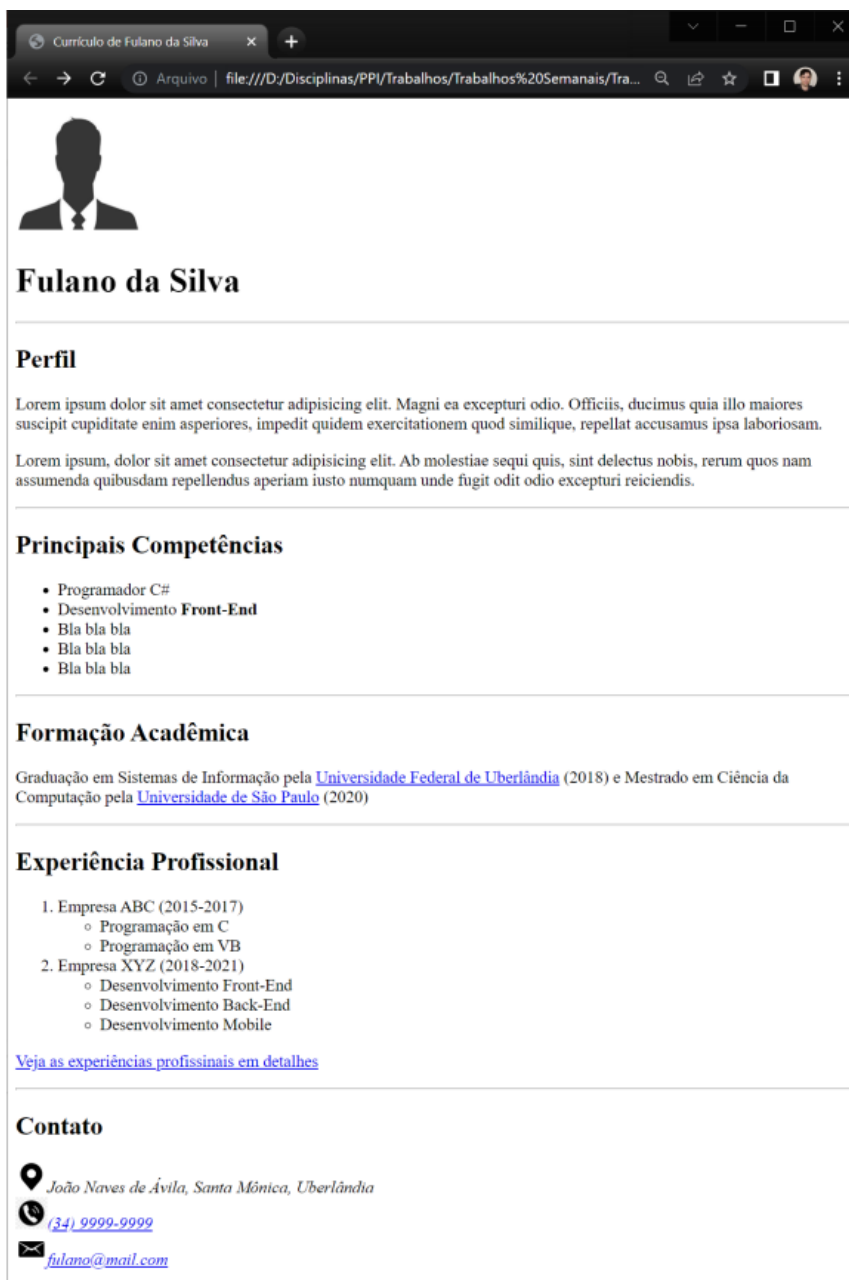 Currículo de Fulano da Silva
Arquivo | file:///D:/Disciplinas/PPI/Trabalhos/Trabalhos%20Semanais/Tra...
Fulano da Silva
Perfil
Lorem ipsum dolor sit amet consectetur adipisicing elit. Magni ea excepturi odio. Officiis, ducimus quia illo maiores
suscipit cupiditate enim asperiores, impedit quidem exercitationem quod similique, repellat accusamus ipsa laboriosam.
Lorem ipsum, dolor sit amet consectetur adipisicing elit. Ab molestiae sequi quis, sint delectus nobis, rerum quos nam
assumenda quibusdam repellendus aperiam iusto numquam unde fugit odit odio excepturi reiciendis.
Principais Competências
• Programador C#
• Desenvolvimento Front-End
• Bla bla bla
• Bla bla bla
• Bla bla bla
Formação Acadêmica
Graduação em Sistemas de Informação pela Universidade Federal de Uberlândia (2018) e Mestrado em Ciência da
Computação pela Universidade de São Paulo (2020)
Experiência Profissional
1. Empresa ABC (2015-2017)
◦ Programação em C
◦ Programação em VB
2. Empresa XYZ (2018-2021)
◦ Desenvolvimento Front-End
◦ Desenvolvimento Back-End
◦ Desenvolvimento Mobile
Veja as experiências profissinais em detalhes
Contato
João Naves de Ávila, Santa Mônica, Uberlândia
(34) 9999-9999
fulano@mail.com